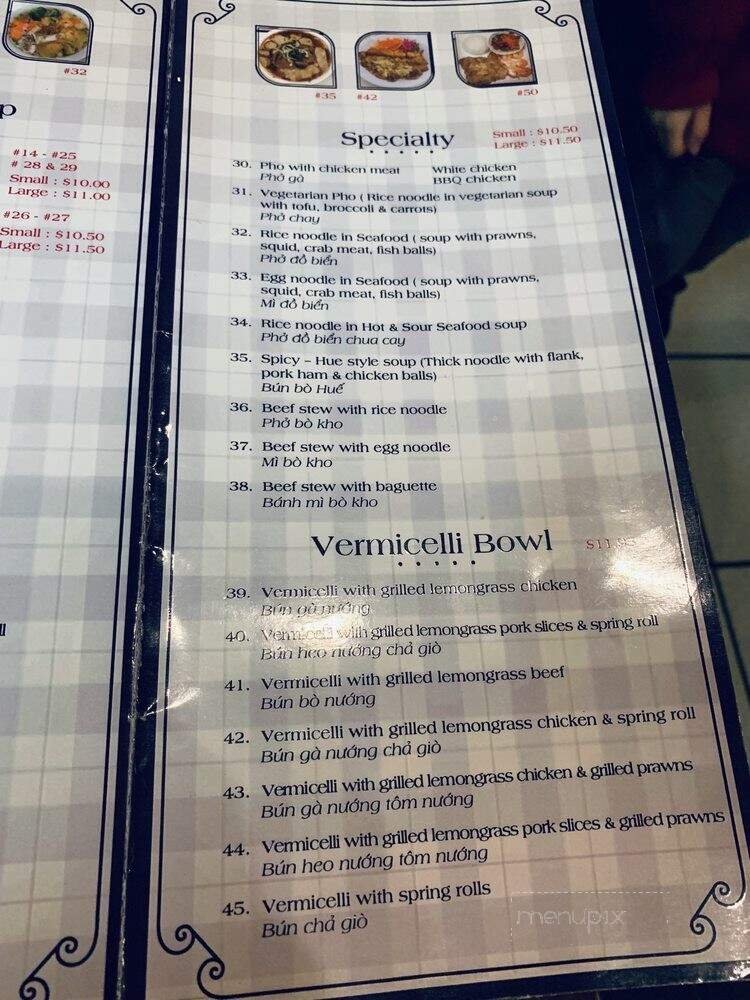 #32
p
#14 - #25
# 28 & 29
Small : $10.00
Large : $11.00
#26 - #27
Small : $10.50
Large : $11.50
#35 #42 #50
Specialty
Small : $10.50
Large : $11.50
30. Pho with chicken meat White chicken
Phở gà BBQ chicken
31. Vegetarian Pho ( Rice noodle in vegetarian soup
with tofu, broccoli & carrots)
Phở chay
32. Rice noodle in Seafood ( soup with prawns,
squid, crab meat, fish balls)
Phở đồ biển
33. Egg noodle in Seafood ( soup with prawns,
squid, crab meat, fish balls)
Mì đồ biển
34. Rice noodle in Hot & Sour Seafood soup
Phở đồ biển chua cay
35. Spicy - Hue style soup (Thick noodle with flank,
pork ham & chicken balls)
Bún bò Huế
36. Beef stew with rice noodle
Phở bò kho
37. Beef stew with egg noodle
Mì bò kho
38. Beef stew with baguette
Bánh mì bò kho
Vermicelli Bowl
39. Vermicelli with grilled lemongrass chicken
Bún gà nướng
40. Vermicelli with grilled lemongrass pork slices & spring roll
Bún heo nướng chả giò
41. Vermicelli with grilled lemongrass beef
Bún bò nướng
42. Vermicelli with grilled lemongrass chicken & spring roll
Bún gà nướng chả giò
43. Vermicelli with grilled lemongrass chicken & grilled prawns
Bún gà nướng tôm nướng
44. Vermicelli with grilled lemongrass pork slices & grilled prawns
Bún heo nướng tôm nướng
45. Vermicelli with spring rolls
Bún chả giò
menupix